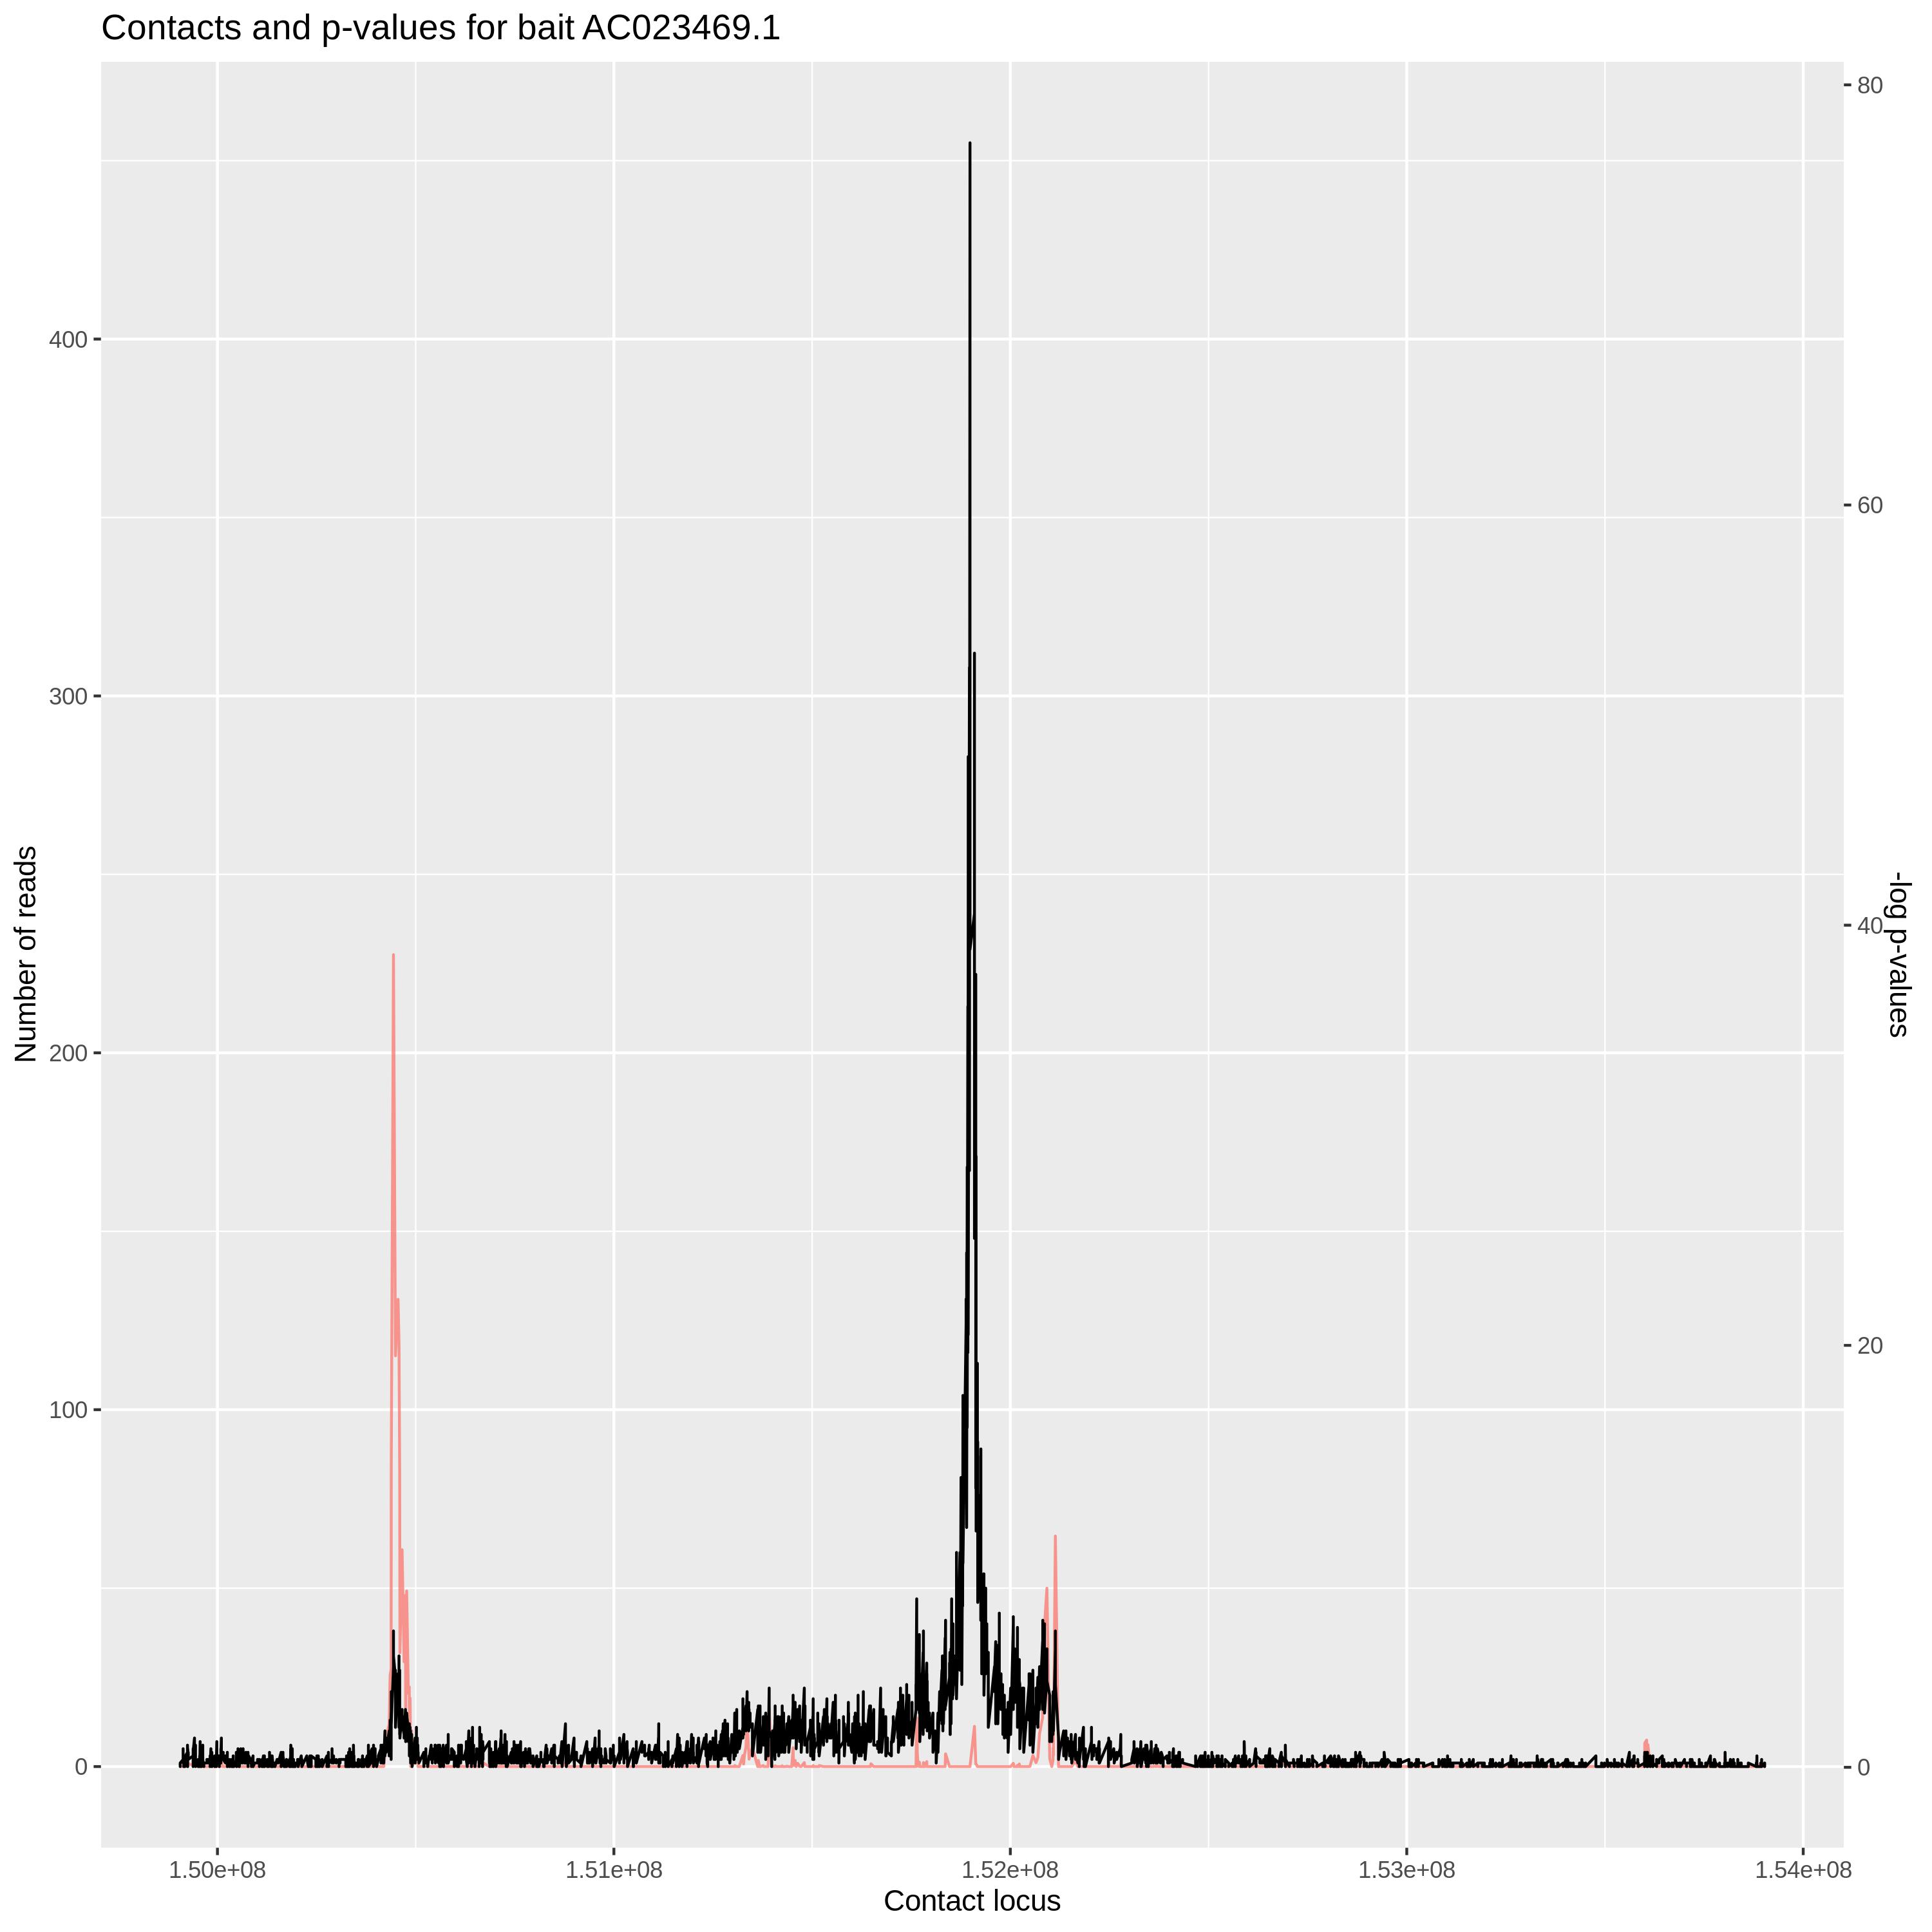 Contacts and p-values for bait AC023469.1
Number of reads
400
300
200
100
0
80
60
40
20
0
-log p-values
1.50e+08 1.51e+08 1.52e+08 1.53e+08 1.54e+08
Contact locus